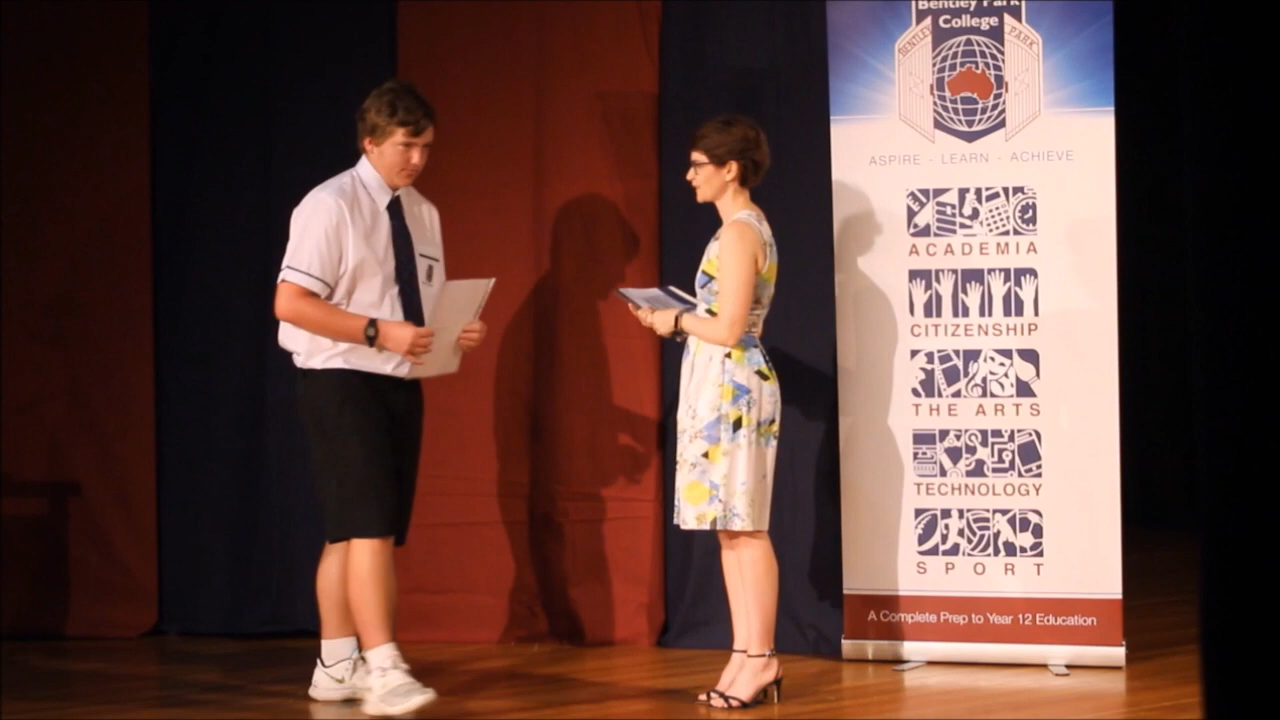 Bentley Park
College
BENTLEY PARK
ASPIRE - LEARN - ACHIEVE
ACADEMIA
CITIZENSHIP
THE ARTS
TECHNOLOGY
SPORT
A Complete Prep to Year 12 Education